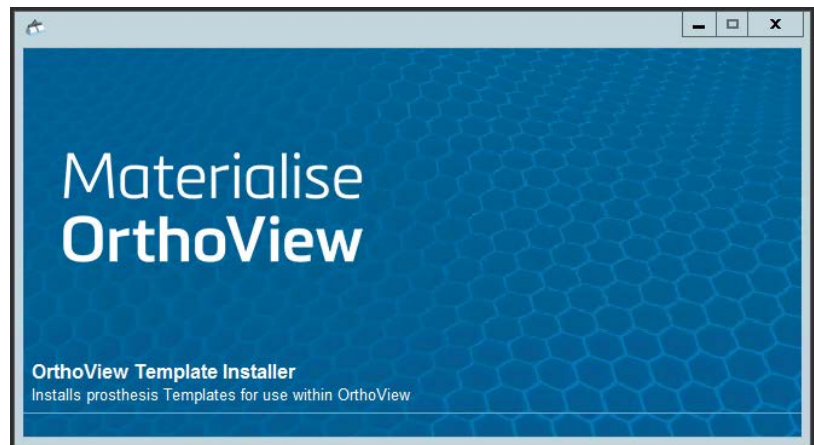 Materialise
OrthoView
OrthoView Template Installer
Installs prosthesis Templates for use within OrthoView